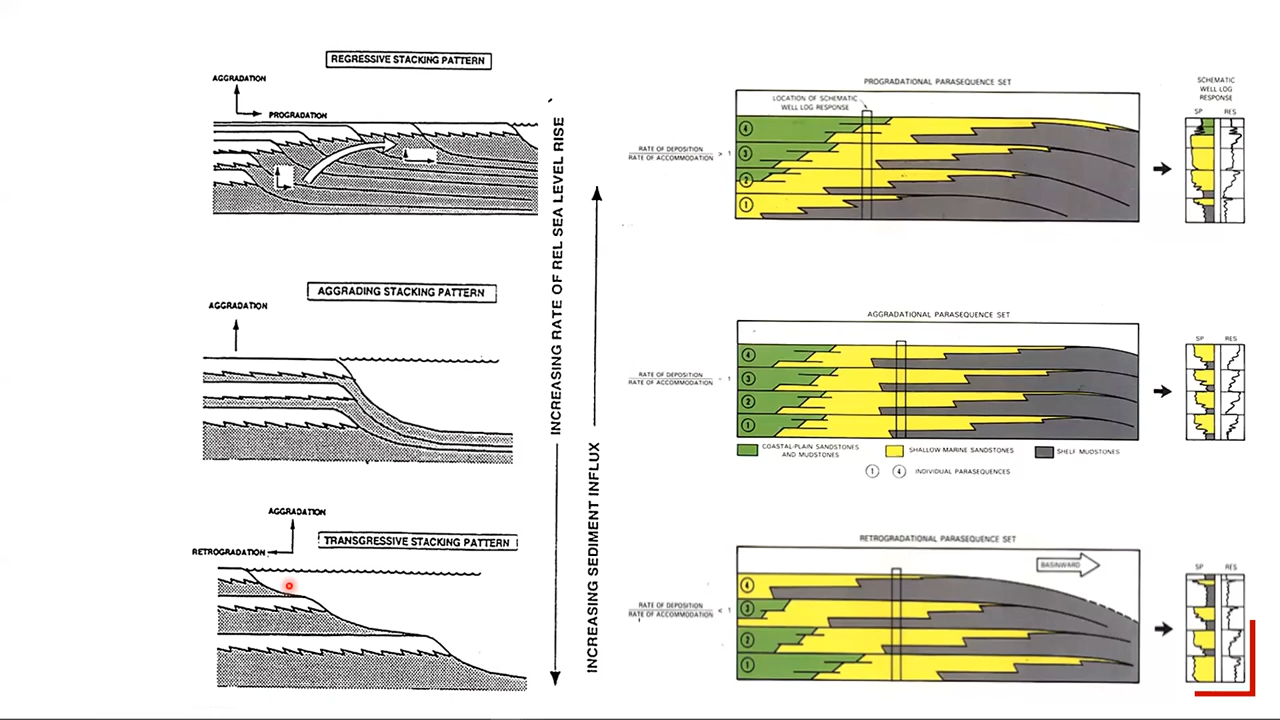 REGRESSIVE STACKING PATTERN
AGGRADATION
PROGRADATION
AGGRADING STACKING PATTERN
AGGRADATION
AGGRADATION
TRANSGRESSIVE STACKING PATTERN
RETROGRADATION
INCREASING RATE OF REL SEA LEVEL RISE
INCREASING SEDIMENT INFLUX
PROGRADATIONAL PARASEQUENCE SET
LOCATION OF SCHEMATIC
WELL LOG RESPONSE
RATE OF DEPOSITION
RATE OF ACCOMMODATION
> 1
4
3
2
1
SCHEMATIC
WELL LOG
RESPONSE
SP RES
AGGRADATIONAL PARASEQUENCE SET
RATE OF DEPOSITION
RATE OF ACCOMMODATION
1
4
3
2
1
SP RES
COASTAL-PLAIN SANDSTONES
AND MUDSTONES
SHALLOW MARINE SANDSTONES
SHELF MUDSTONES
1 4 INDIVIDUAL PARASEQUENCES
RETROGRADATIONAL PARASEQUENCE SET
BASINWARD
RATE OF DEPOSITION
RATE OF ACCOMMODATION
< 1
4
3
2
1
SP RES